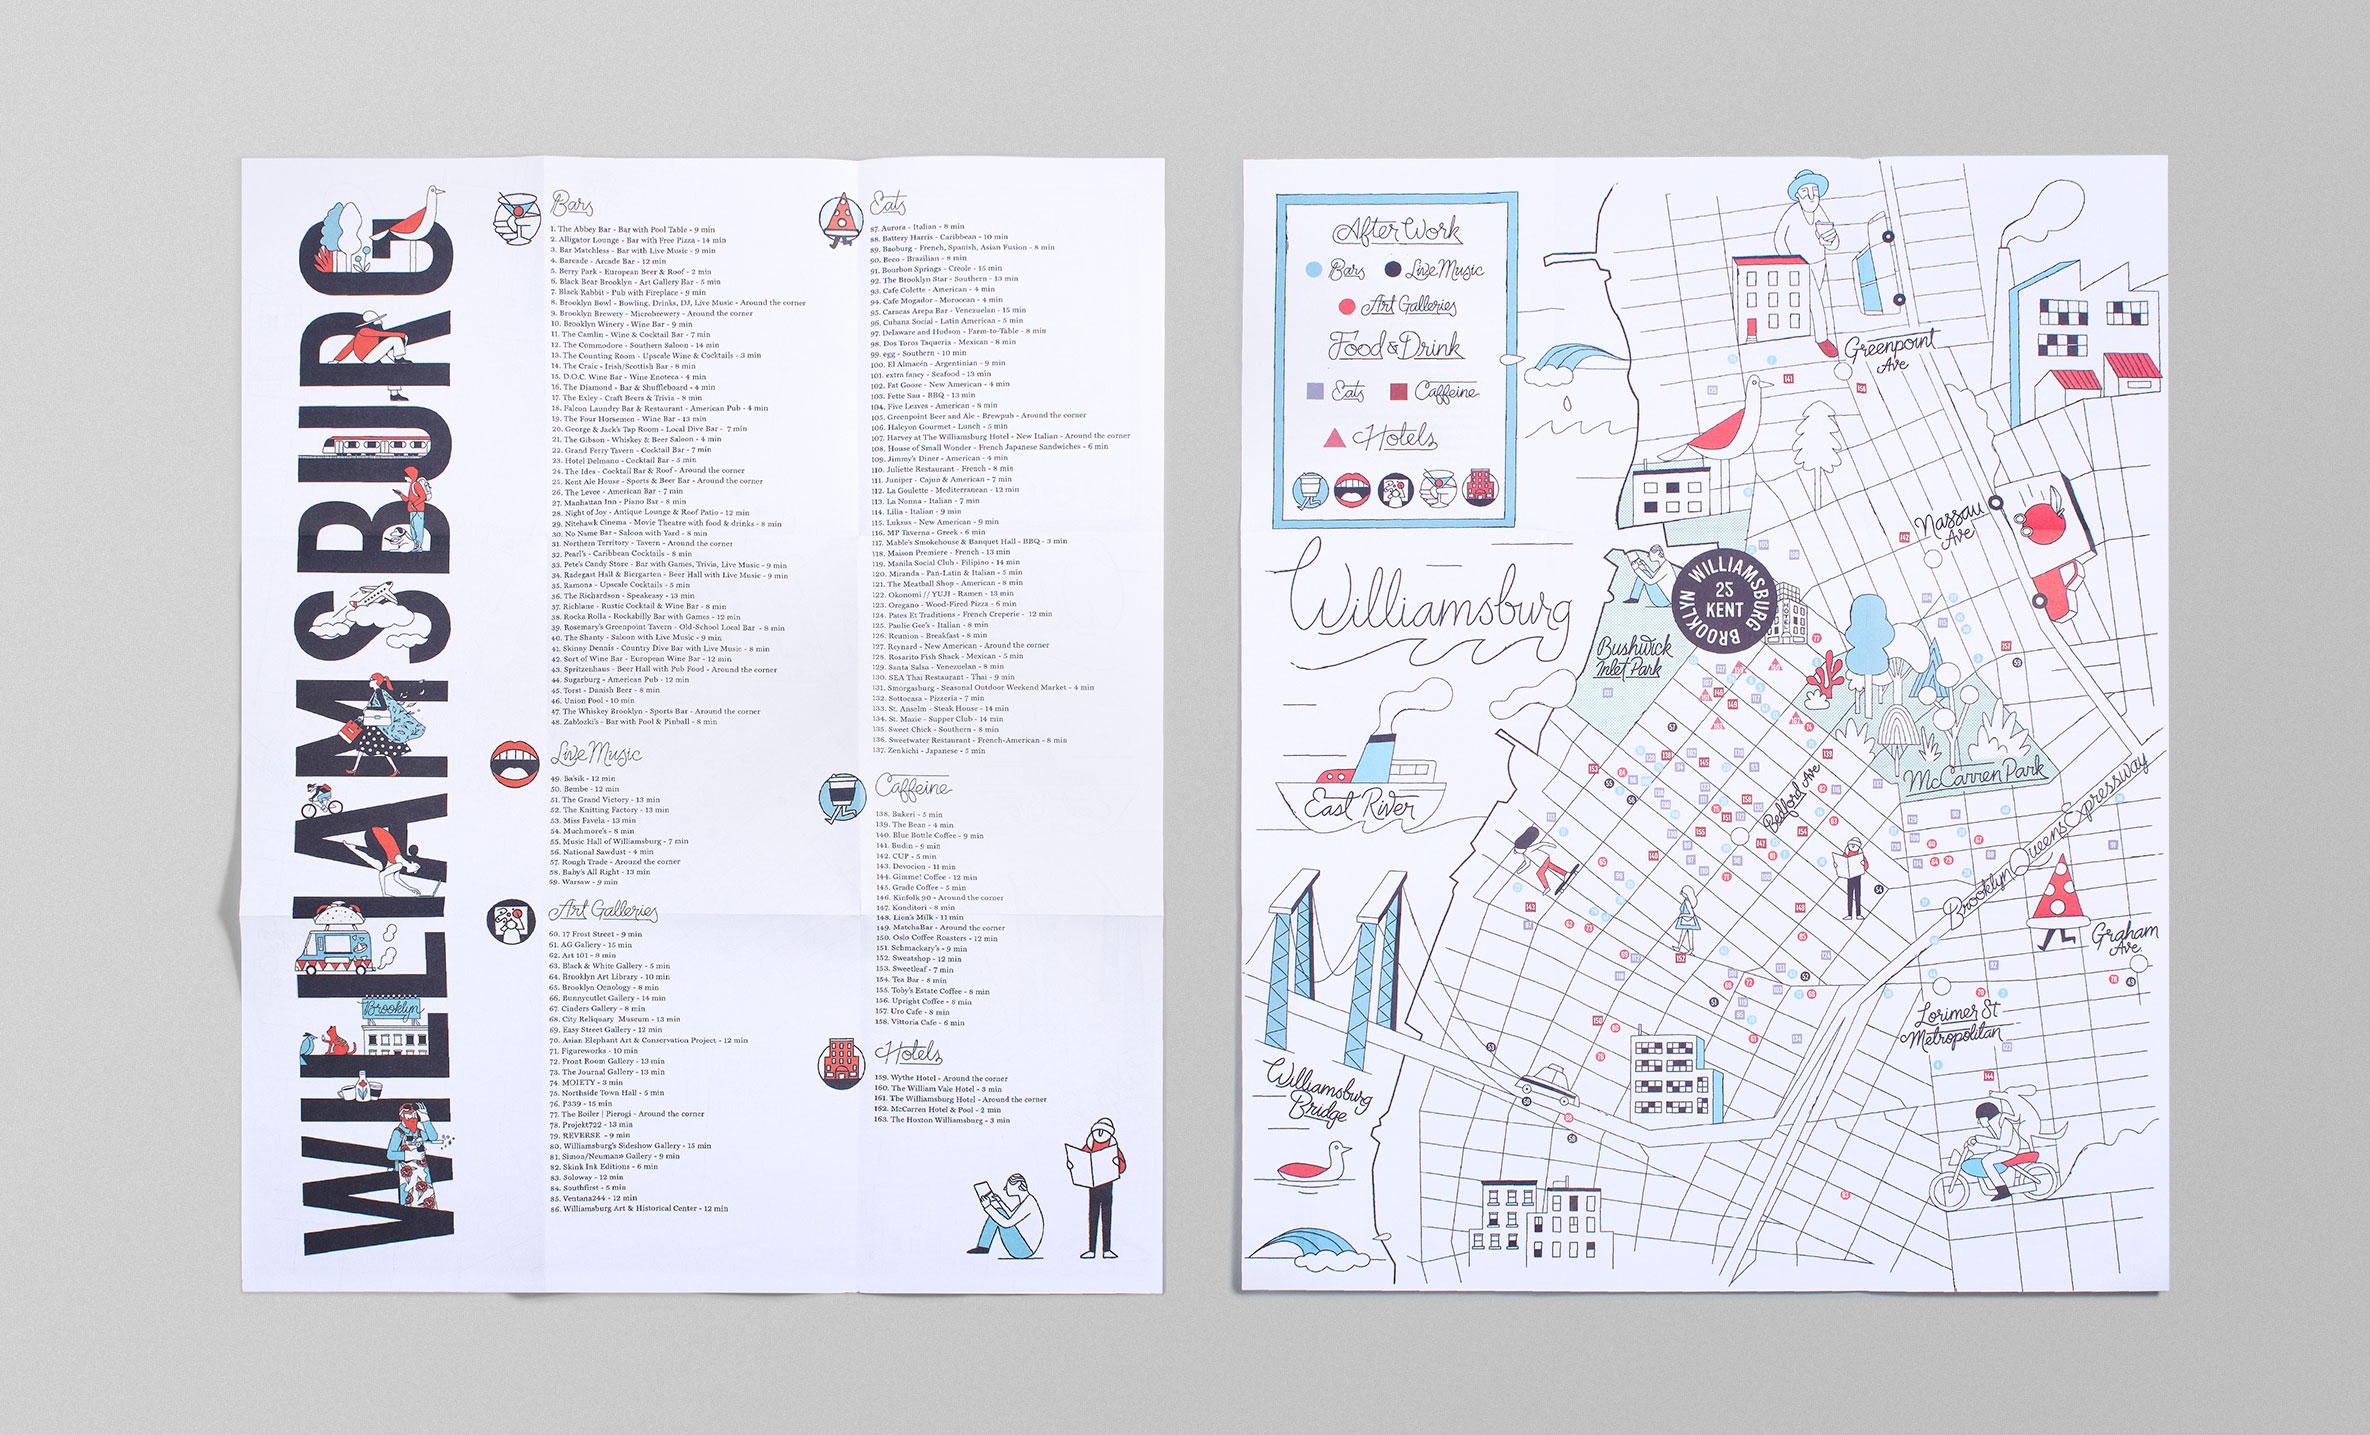 WILLIAMSBURG
Brooklyn
Bars
1. The Abbey Bar - Bar with Pool Table - 9 min
2. Alligator Lounge - Bar with Free Pizza - 14 min
3. Bar Matchless - Bar with Live Music - 9 min
4. Barcade - Arcade Bar - 12 min
5. Berry Park - European Beer & Roof - 2 min
6. Black Bear Brooklyn - Art Gallery Bar - 5 min
7. Black Rabbit - Pub with Fireplace - 9 min
8. Brooklyn Bowl - Bowling, Drinks, DJ, Live Music - Around the corner
9. Brooklyn Brewery - Microbrewery - Around the corner
10. Brooklyn Winery - Wine Bar - 9 min
11. The Camlin - Wine & Cocktail Bar - 7 min
12. The Commodore - Southern Saloon - 14 min
13. The Counting Room - Upscale Wine & Cocktails - 3 min
14. The Craic - Irish/Scottish Bar - 8 min
15. D.O.C. Wine Bar - Wine Enoteca - 4 min
16. The Diamond - Bar & Shuffleboard - 4 min
17. The Exley - Craft Beers & Trivia - 8 min
18. Falcon Laundry Bar & Restaurant - American Pub - 4 min
19. The Four Horsemen - Wine Bar - 13 min
20. George & Jack's Tap Room - Local Dive Bar - 7 min
21. The Gibson - Whiskey & Beer Saloon - 4 min
22. Grand Ferry Tavern - Cocktail Bar - 7 min
23. Hotel Delmano - Cocktail Bar - 5 min
24. The Ides - Cocktail Bar & Roof - Around the corner
25. Kent Ale House - Sports & Beer Bar - Around the corner
26. The Levee - American Bar - 7 min
27. Manhattan Inn - Piano Bar - 8 min
28. Night of Joy - Antique Lounge & Roof Patio - 12 min
29. Nitehawk Cinema - Movie Theatre with food & drinks - 8 min
30. No Name Bar - Saloon with Yard - 8 min
31. Northern Territory - Tavern - Around the corner
32. Pearl's - Caribbean Cocktails - 8 min
33. Pete's Candy Store - Bar with Games, Trivia, Live Music - 9 min
34. Radegast Hall & Biergarten - Beer Hall with Live Music - 9 min
35. Ramona - Upscale Cocktails - 5 min
36. The Richardson - Speakeasy - 13 min
37. Richlane - Rustic Cocktail & Wine Bar - 8 min
38. Rocka Rolla - Rockabilly Bar with Games - 12 min
39. Rosemary's Greenpoint Tavern - Old-School Local Bar - 8 min
40. The Shanty - Saloon with Live Music - 9 min
41. Skinny Dennis - Country Dive Bar with Live Music - 8 min
42. Sort of Wine Bar - European Wine Bar - 12 min
43. Spritzenhaus - Beer Hall with Pub Food - Around the corner
44. Sugarburg - American Pub - 12 min
45. Torst - Danish Beer - 8 min
46. Union Pool - 10 min
47. The Whiskey Brooklyn - Sports Bar - Around the corner
48. Zablozki's - Bar with Pool & Pinball - 8 min
Live Music
49. Ba'sik - 12 min
50. Bembe - 12 min
51. The Grand Victory - 13 min
52. The Knitting Factory - 13 min
53. Miss Favela - 13 min
54. Muchmore's - 8 min
55. Music Hall of Williamsburg - 7 min
56. National Sawdust - 4 min
57. Rough Trade - Around the corner
58. Baby's All Right - 13 min
59. Warsaw - 9 min
Art Galleries
60. 17 Frost Street - 9 min
61. AG Gallery - 15 min
62. Art 101 - 8 min
63. Black & White Gallery - 5 min
64. Brooklyn Art Library - 10 min
65. Brooklyn Oenology - 8 min
66. Bunnycutlet Gallery - 14 min
67. Cinders Gallery - 8 min
68. City Reliquary Museum - 13 min
69. Easy Street Gallery - 12 min
70. Asian Elephant Art & Conservation Project - 12 min
71. Figureworks - 10 min
72. Front Room Gallery - 13 min
73. The Journal Gallery - 13 min
74. MOIETY - 3 min
75. Northside Town Hall - 5 min
76. P339 - 15 min
77. The Boiler | Pierogi - Around the corner
78. Projekt722 - 13 min
79. REVERSE - 9 min
80. Williamsburg's Sideshow Gallery - 15 min
81. Simon/Neuman» Gallery - 9 min
82. Skink Ink Editions - 6 min
83. Soloway - 12 min
84. Southfirst - 5 min
85. Ventana244 - 12 min
86. Williamsburg Art & Historical Center - 12 min
Eats
87. Aurora - Italian - 8 min
88. Battery Harris - Caribbean - 10 min
89. Baoburg - French, Spanish, Asian Fusion - 8 min
90. Beco - Brazilian - 8 min
91. Bourbon Springs - Creole - 15 min
92. The Brooklyn Star - Southern - 13 min
93. Cafe Colette - American - 4 min
94. Cafe Mogador - Moroccan - 4 min
95. Caracas Arepa Bar - Venezuelan - 15 min
96. Cubana Social - Latin American - 5 min
97. Delaware and Hudson - Farm-to-Table - 8 min
98. Dos Toros Taqueria - Mexican - 8 min
99. egg - Southern - 10 min
100. El Almacén - Argentinian - 9 min
101. extra fancy - Seafood - 13 min
102. Fat Goose - New American - 4 min
103. Fette Sau - BBQ - 13 min
104. Five Leaves - American - 8 min
105. Greenpoint Beer and Ale - Brewpub - Around the corner
106. Halcyon Gourmet - Lunch - 5 min
107. Harvey at The Williamsburg Hotel - New Italian - Around the corner
108. House of Small Wonder - French Japanese Sandwiches - 6 min
109. Jimmy's Diner - American - 4 min
110. Juliette Restaurant - French - 8 min
111. Juniper - Cajun & American - 7 min
112. La Goulette - Mediterranean - 12 min
113. La Nonna - Italian - 7 min
114. Lilia - Italian - 9 min
115. Luksus - New American - 9 min
116. MP Taverna - Greek - 6 min
117. Mable's Smokehouse & Banquet Hall - BBQ - 3 min
118. Maison Premiere - French - 13 min
119. Manila Social Club - Filipino - 14 min
120. Miranda - Pan-Latin & Italian - 5 min
121. The Meatball Shop - American - 8 min
122. Okonomi // YUJI - Ramen - 13 min
123. Oregano - Wood-Fired Pizza - 6 min
124. Pates Et Traditions - French Creperie - 12 min
125. Paulie Gee's - Italian - 8 min
126. Reunion - Breakfast - 8 min
127. Reynard - New American - Around the corner
128. Rosarito Fish Shack - Mexican - 5 min
129. Santa Salsa - Venezuelan - 8 min
130. SEA Thai Restaurant - Thai - 9 min
131. Smorgasburg - Seasonal Outdoor Weekend Market - 4 min
132. Sottocasa - Pizzeria - 7 min
133. St. Anselm - Steak House - 14 min
134. St. Mazie - Supper Club - 14 min
135. Sweet Chick - Southern - 8 min
136. Sweetwater Restaurant - French-American - 8 min
137. Zenkichi - Japanese - 5 min
Caffeine
138. Bakeri - 5 min
139. The Bean - 4 min
140. Blue Bottle Coffee - 9 min
141. Budin - 9 min
142. CUP - 5 min
143. Devocion - 11 min
144. Gimme! Coffee - 12 min
145. Grade Coffee - 5 min
146. Kinfolk 90 - Around the corner
147. Konditori - 8 min
148. Lion's Milk - 11 min
149. MatchaBar - Around the corner
150. Oslo Coffee Roasters - 12 min
151. Schmackary's - 9 min
152. Sweatshop - 12 min
153. Sweetleaf - 7 min
154. Tea Bar - 8 min
155. Toby's Estate Coffee - 8 min
156. Upright Coffee - 8 min
157. Uro Cafe - 8 min
158. Vittoria Cafe - 6 min
Hotels
159. Wythe Hotel - Around the corner
160. The William Vale Hotel - 3 min
161. The Williamsburg Hotel - Around the corner
162. McCarren Hotel & Pool - 2 min
163. The Hoxton Williamsburg - 3 min
After Work
Bars
Live Music
Art Galleries
Food & Drink
Eats
Caffeine
Hotels
Williamsburg
East River
Williamsburg
Bridge
Greenpoint
Ave
Nassau
Ave
WILLIAMSBURG
25
KENT
BROOKLYN
Bushwick
Inlet Park
McCarren Park
Bedford Ave
Brooklyn Queens Expressway
Graham
Ave
Lorimer St
Metropolitan